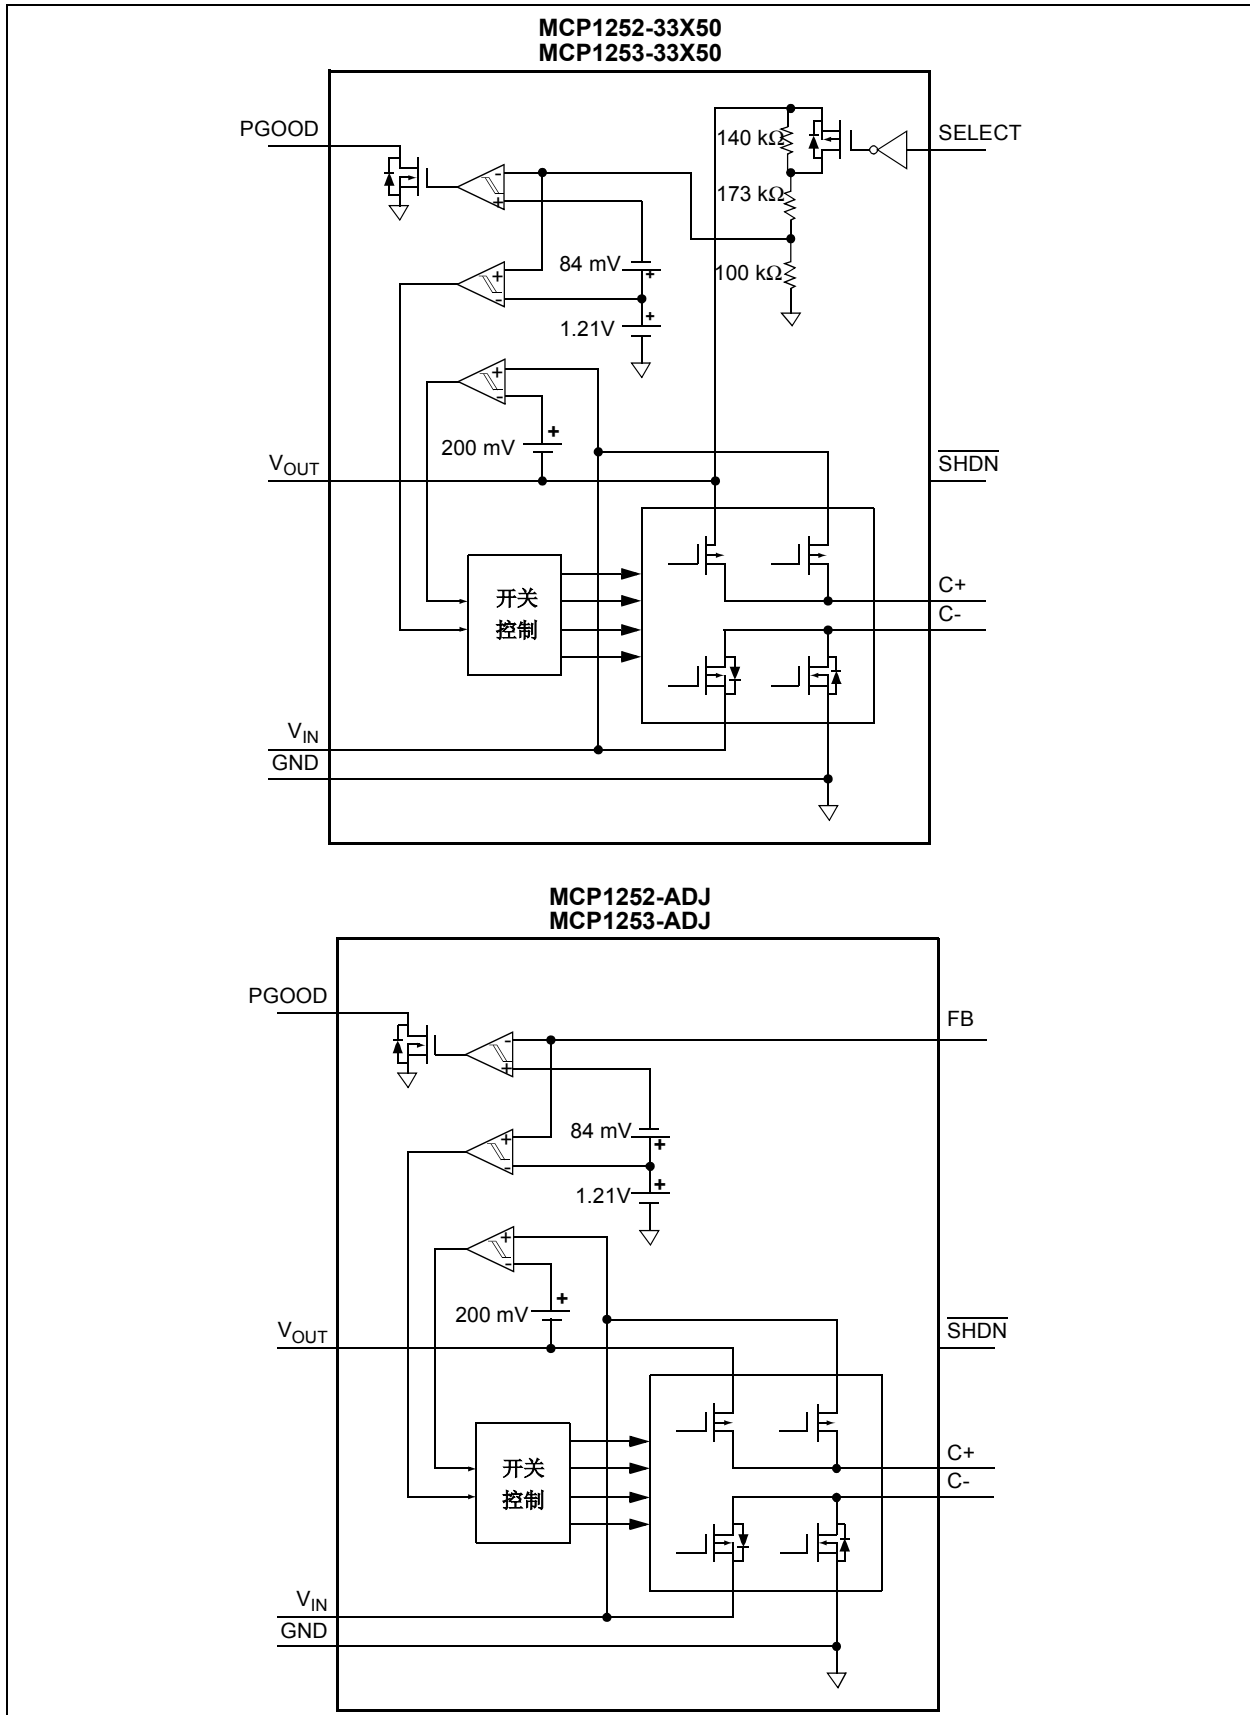 MCP1252-33X50
MCP1253-33X50
PGOOD
SELECT
140 kΩ
173 kΩ
100 kΩ
-
+
84 mV
+
+
-
1.21V
+
+
-
200 mV
+
VOUT
SHDN
开关
控制
C+
C-
VIN
GND
MCP1252-ADJ
MCP1253-ADJ
PGOOD
FB
-
+
84 mV
+
+
-
1.21V
+
+
-
200 mV
+
VOUT
SHDN
开关
控制
C+
C-
VIN
GND